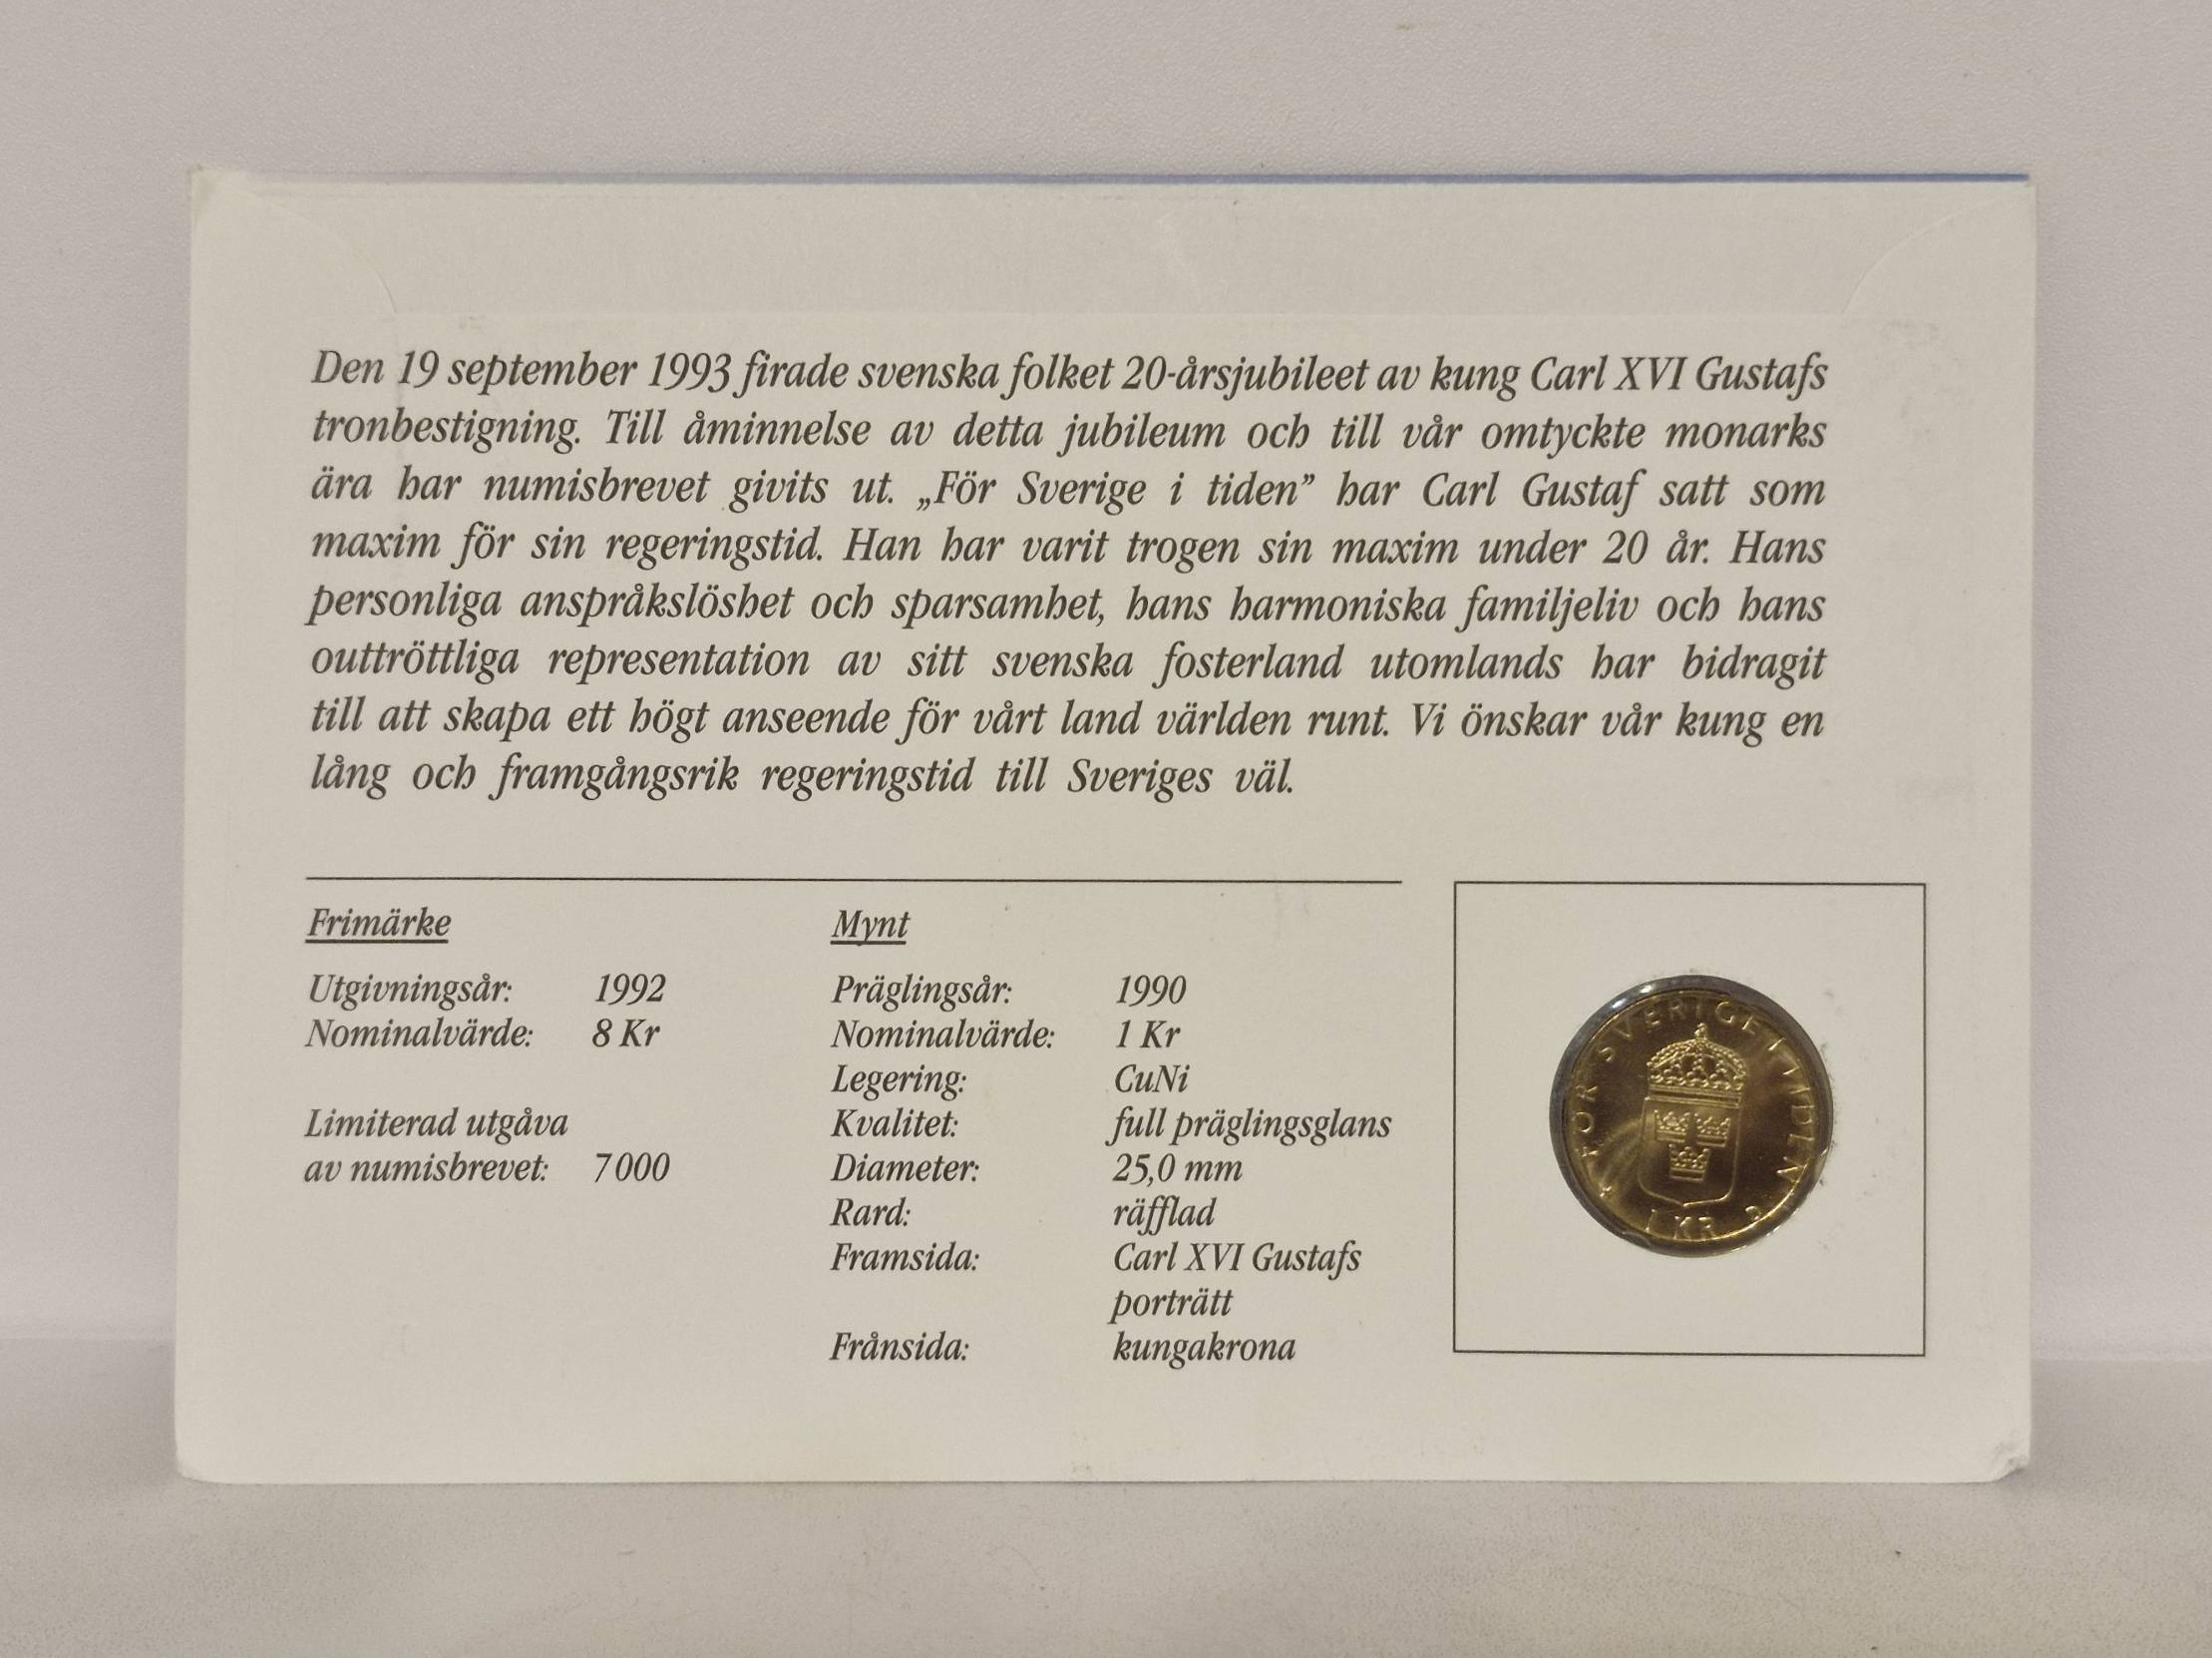 Den 19 september 1993 firade svenska folket 20-årsjubileet av kung Carl XVI Gustafs
tronbestigning. Till åminnelse av detta jubileum och till vår omtyckte monarks
ära har numisbrevet givits ut. „För Sverige i tiden” har Carl Gustaf satt som
maxim för sin regeringstid. Han har varit trogen sin maxim under 20 år. Hans
personliga anspråkslöshet och sparsamhet, hans harmoniska familjeliv och hans
outtröttliga representation av sitt svenska fosterland utomlands har bidragit
till att skapa ett högt anseende för vårt land världen runt. Vi önskar vår kung en
lång och framgångsrik regeringstid till Sveriges väl.
Frimärke
Utgivningsår: 1992
Nominalvärde: 8 Kr
Limiterad utgåva
av numisbrevet: 7000
Mynt
Präglingsår: 1990
Nominalvärde: 1 Kr
Legering: CuNi
Kvalitet: full präglingsglans
Diameter: 25,0 mm
Rard: räfflad
Framsida: Carl XVI Gustafs
porträtt
Frånsida: kungakrona
FÖR SVERIGE I TIDEN
1 KR